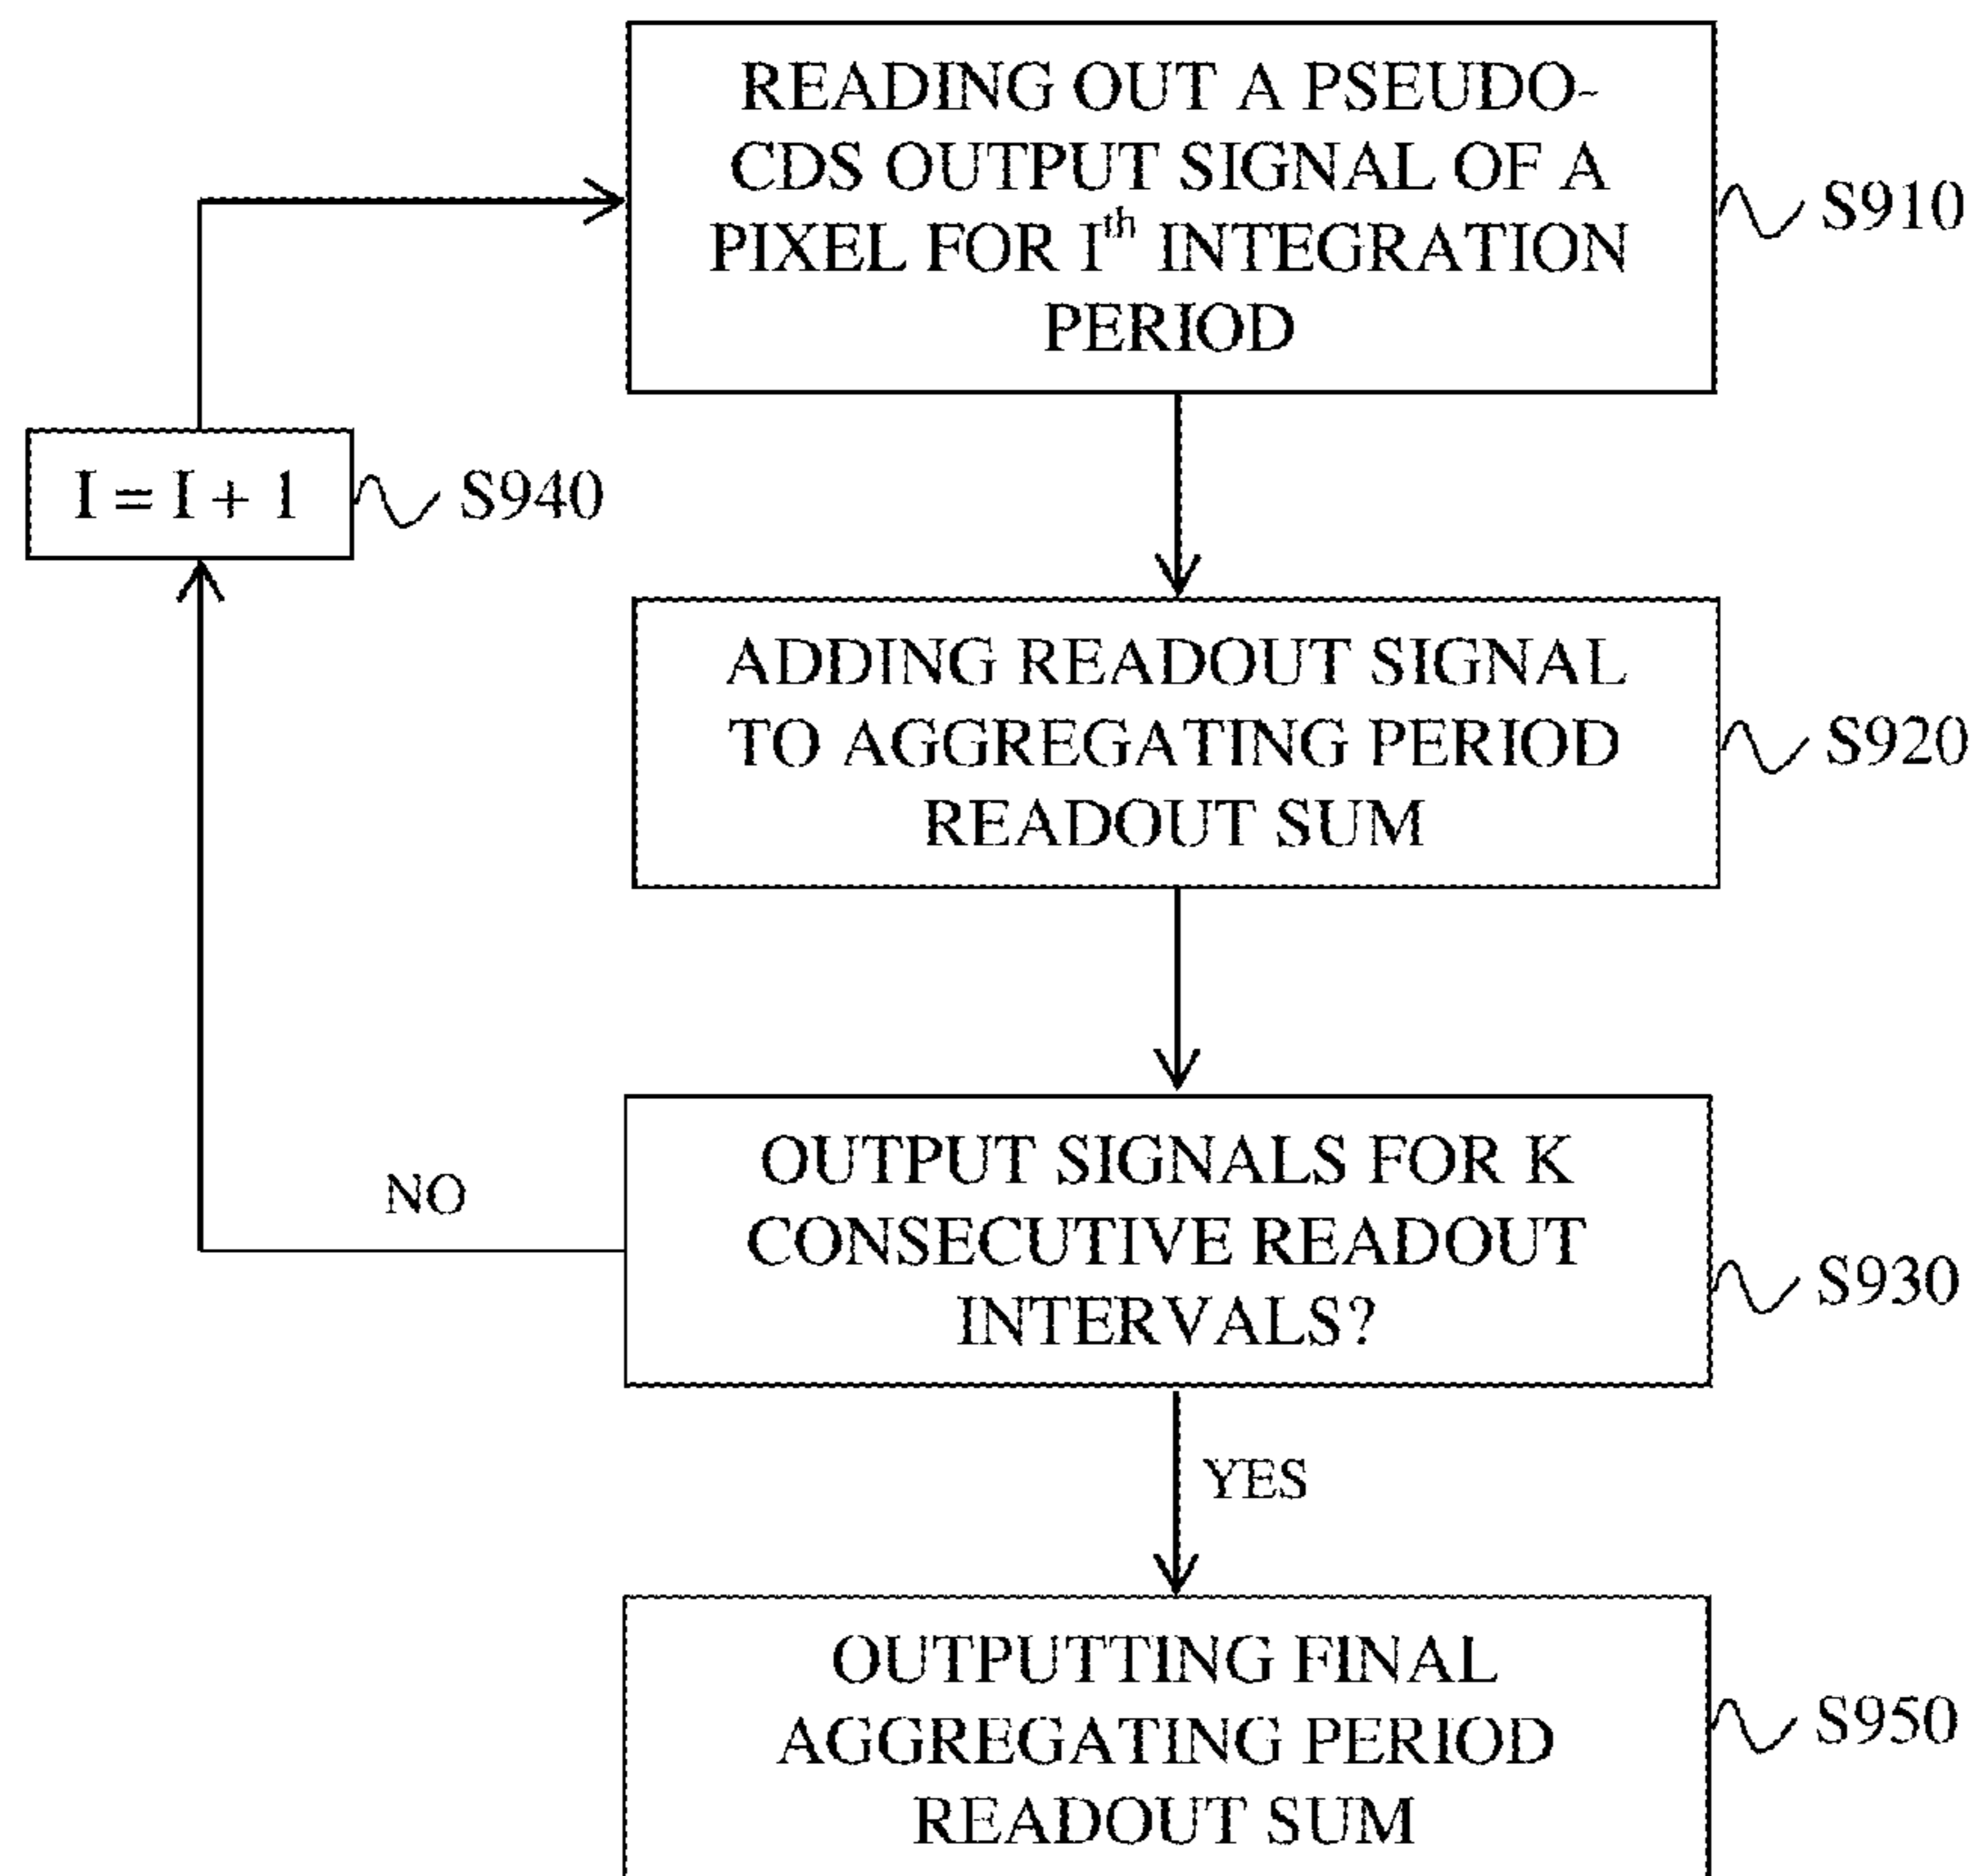 READING OUT A PSEUDO-
CDS OUTPUT SIGNAL OF A
PIXEL FOR Ith INTEGRATION
PERIOD
S910
I = I + 1
S940
ADDING READOUT SIGNAL
TO AGGREGATING PERIOD
READOUT SUM
S920
OUTPUT SIGNALS FOR K
CONSECUTIVE READOUT
INTERVALS?
S930
NO
YES
OUTPUTTING FINAL
AGGREGATING PERIOD
READOUT SUM
S950